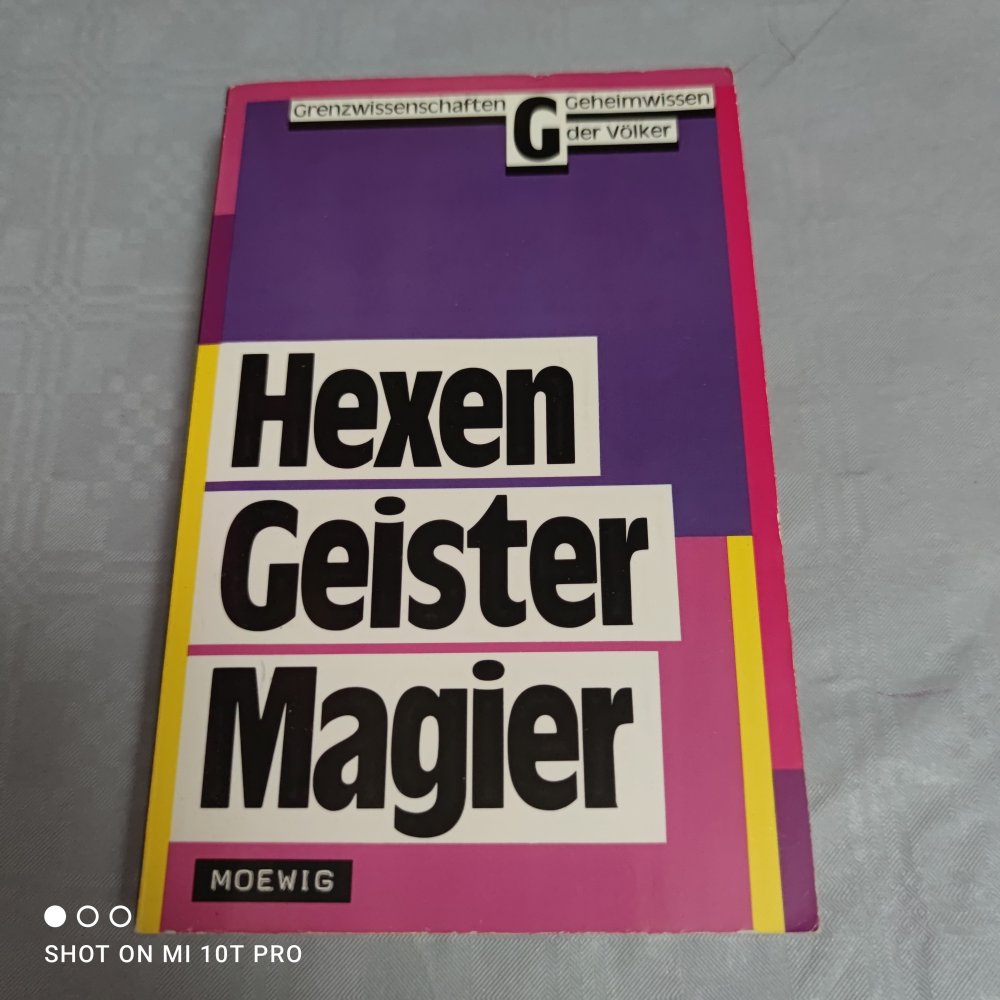 Grenzwissenschaften G Geheimwissen
der Völker
Hexen
Geister
Magier
MOEWIG
SHOT ON MI 10T PRO